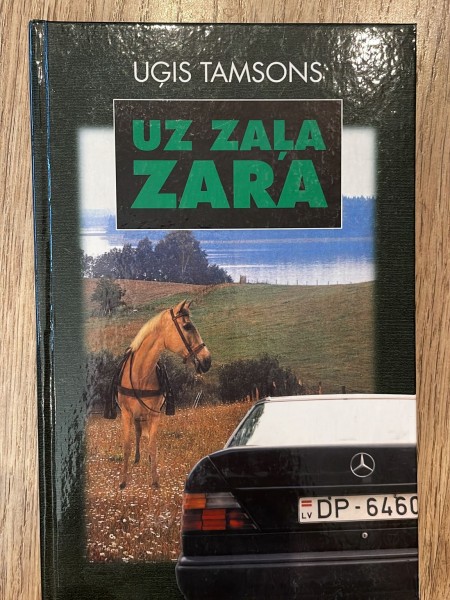 UĢIS TAMSONS
UZ ZAĻA
ZARA
LV DP-6460